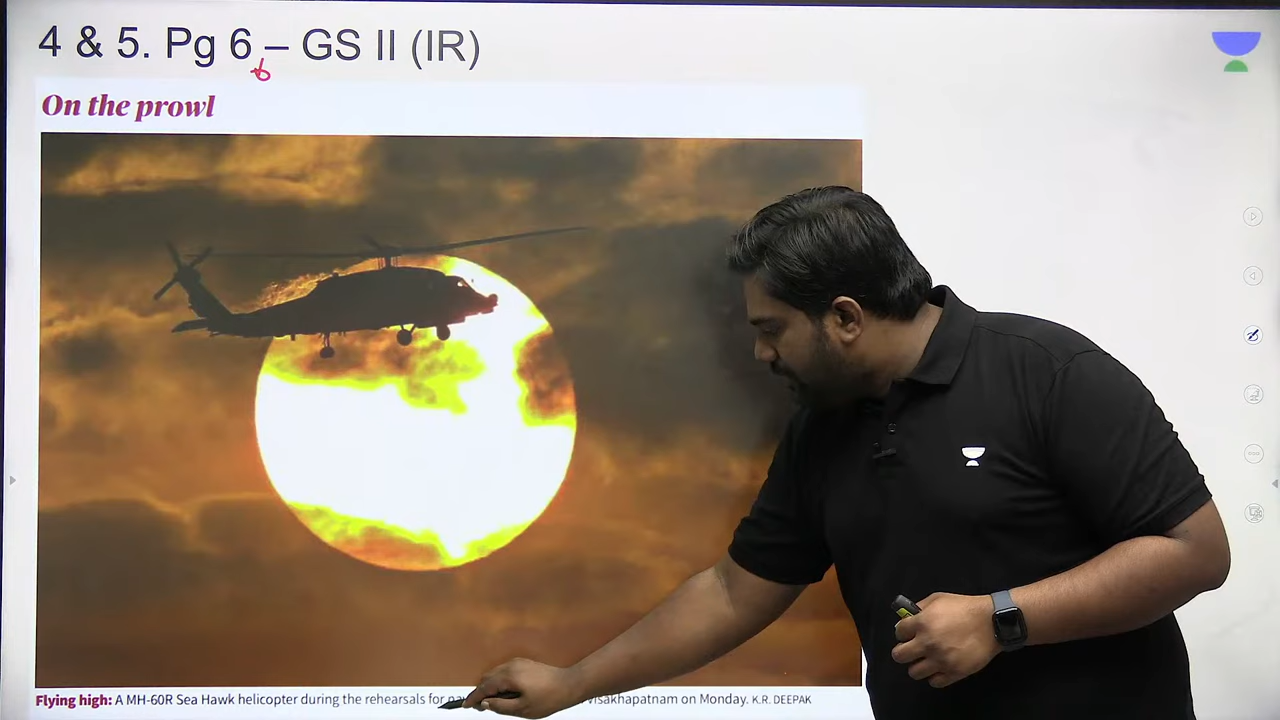 4 & 5. Pg 6 – GS II (IR)
6
On the prowl
Flying high: A MH-60R Sea Hawk helicopter during the rehearsals for Visakhapatnam on Monday. K.R. DEEPAK